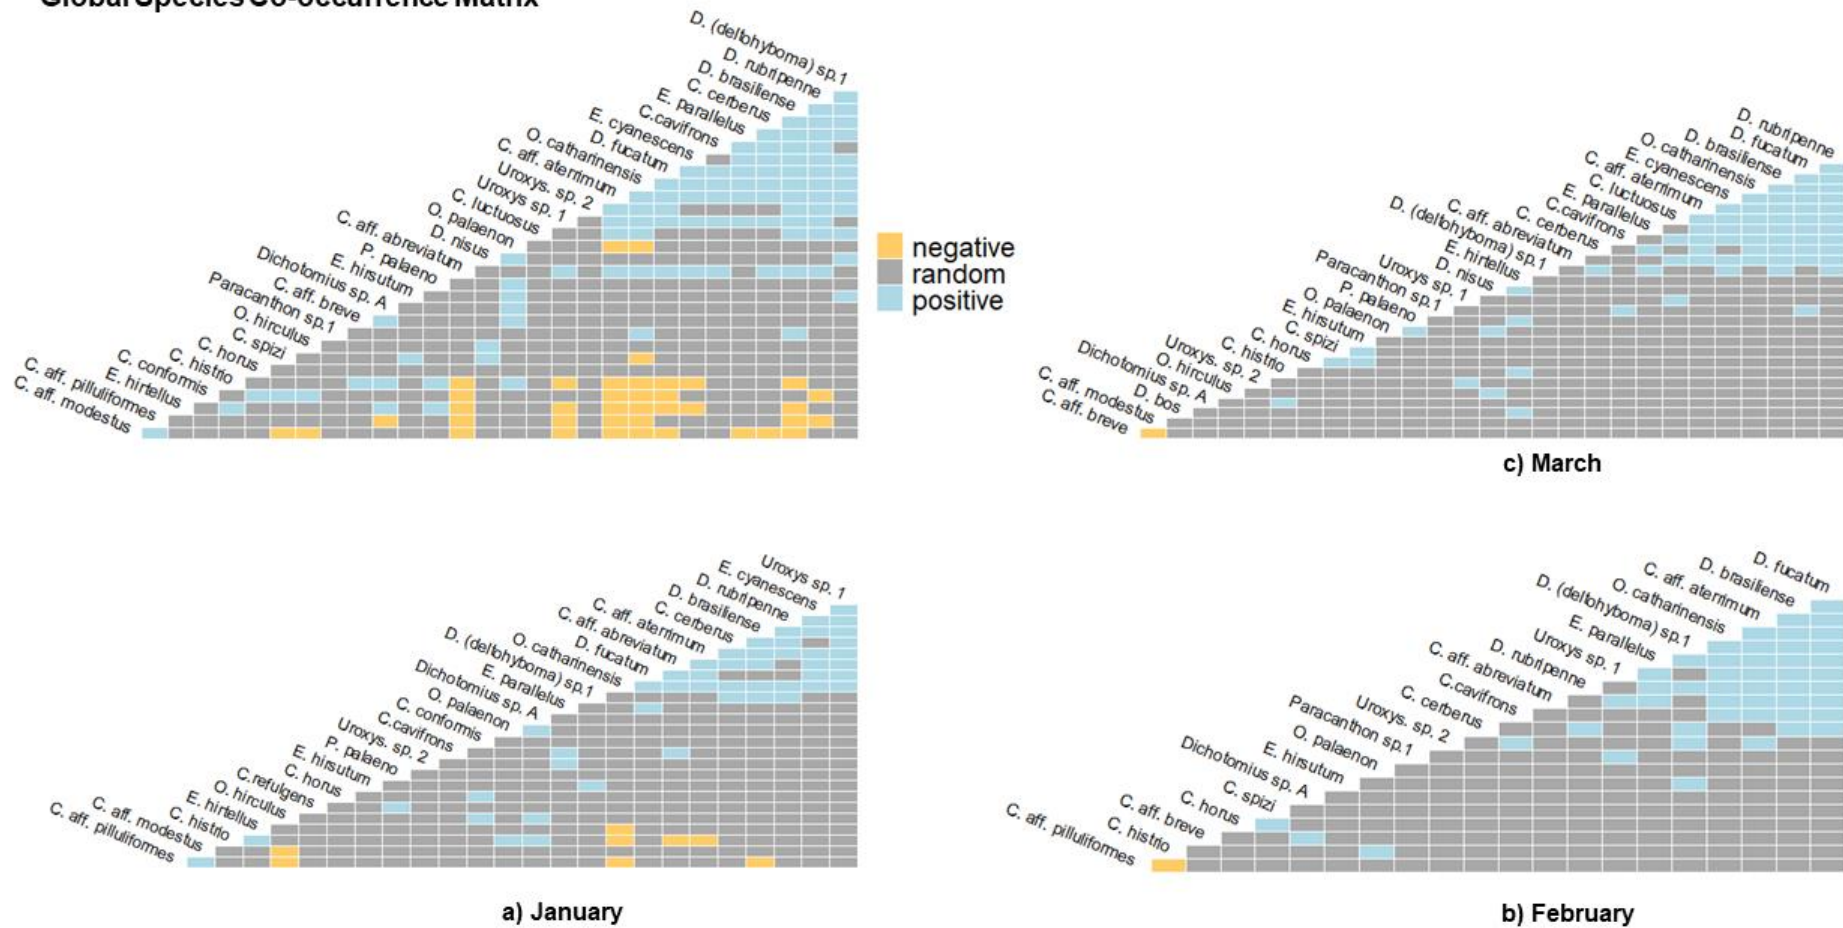 Global Species Co-occurrence Matrix
D. (deltohyboma) sp.1
D. rubripenne
D. brasiliense
C. cerberus
E. parallelus
C.cavifrons
E. cyanescens
D. fucatum
O. catharinensis
C. aff. aterrimum
Uroxys. sp. 2
Uroxys sp. 1
C. luctuosus
O. palaenon
D. nisus
C. aff. abreviatum
P. palaeno
E. hirsutum
Dichotomius sp. A
C. aff. breve
Paracanthon sp.1
O. hirculus
C. spizi
C. horus
C. histrio
C. conformis
E. hirtellus
C. aff. pilluliformes
C. aff. modestus
negative
random
positive
D. rubripenne
D. fucatum
D. brasiliense
O. catharinensis
E. cyanescens
C. aff. aterrimum
C. luctuosus
E. parallelus
C.cavifrons
C. cerberus
C. aff. abreviatum
D. (deltohyboma) sp.1
E. hirtellus
D. nisus
Uroxys sp. 1
Paracanthon sp.1
P. palaeno
O. palaenon
E. hirsutum
C. spizi
C. horus
C. histrio
Uroxys. sp. 2
O. hirculus
Dichotomius sp. A
D. bos
C. aff. modestus
C. aff. breve
c) March
Uroxys sp. 1
E. cyanescens
D. rubripenne
D. brasiliense
C. cerberus
C. aff. aterrimum
C. aff. abreviatum
D. fucatum
O. catharinensis
D. (deltohyboma) sp.1
E. parallelus
Dichotomius sp. A
O. palaenon
C. conformis
C.cavifrons
Uroxys. sp. 2
P. palaeno
E. hirsutum
C. horus
C.refulgens
O. hirculus
E. hirtellus
C. histrio
C. aff. modestus
C. aff. pilluliformes
a) January
D. fucatum
D. brasiliense
C. aff. aterrimum
O. catharinensis
D. (deltohyboma) sp.1
E. parallelus
Uroxys sp. 1
D. rubripenne
C. aff. abreviatum
C.cavifrons
C. cerberus
Uroxys. sp. 2
Paracanthon sp.1
O. palaenon
E. hirsutum
Dichotomius sp. A
C. spizi
C. horus
C. aff. breve
C. histrio
C. aff. pilluliformes
b) February